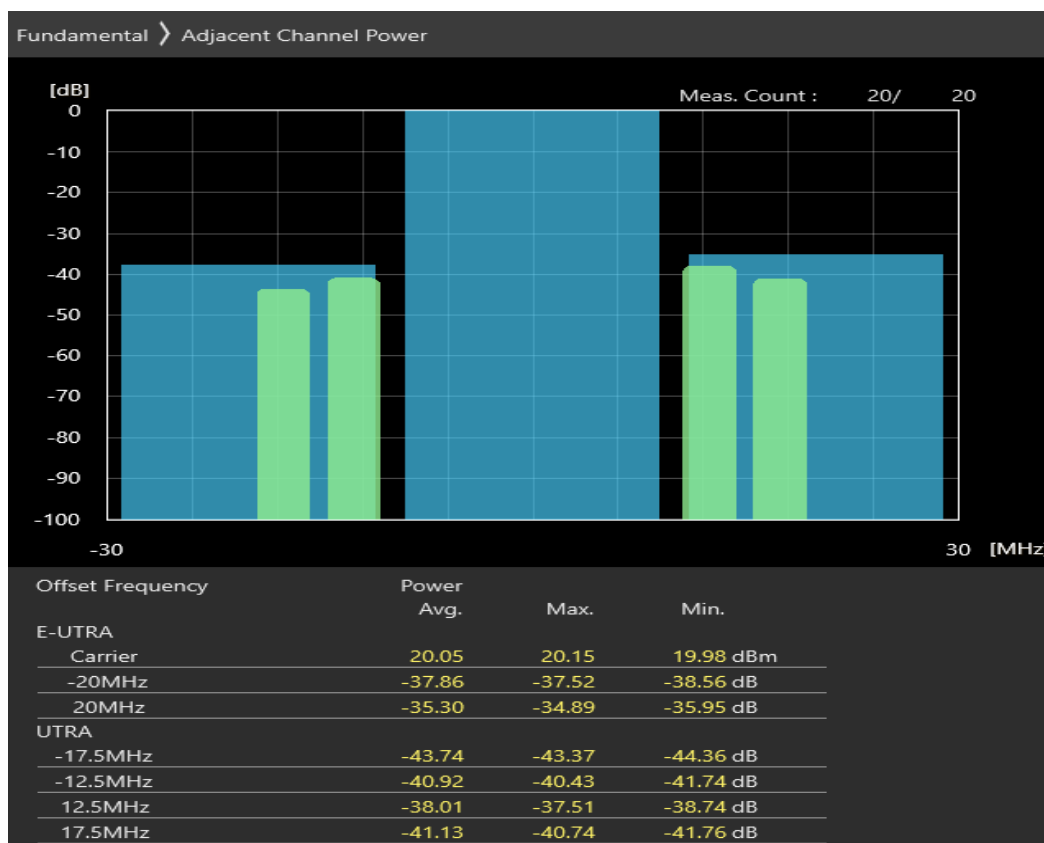 Fundamental 〉 Adjacent Channel Power
[dB]
Meas. Count : 20/ 20
0
-10
-20
-30
-40
-50
-60
-70
-80
-90
-100
-30 30 [MHz
Offset Frequency Power
Avg. Max. Min.
E-UTRA
Carrier 20.05 20.15 19.98 dBm
-20MHz -37.86 -37.52 -38.56 dB
20MHz -35.30 -34.89 -35.95 dB
UTRA
-17.5MHz -43.74 -43.37 -44.36 dB
-12.5MHz -40.92 -40.43 -41.74 dB
12.5MHz -38.01 -37.51 -38.74 dB
17.5MHz -41.13 -40.74 -41.76 dB